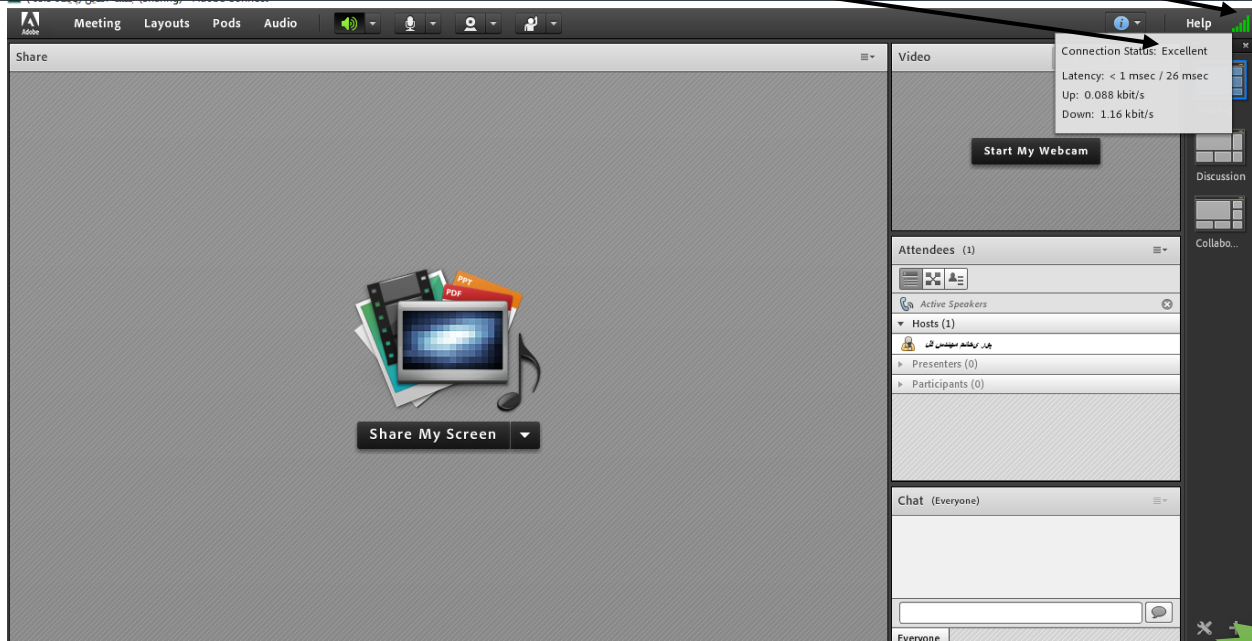 Adobe
Meeting Layouts Pods Audio
Help
Share
Video
Connection Status: Excellent
Latency: < 1 msec / 26 msec
Up: 0.088 kbit/s
Down: 1.16 kbit/s
Start My Webcam
Discussion
Collabo...
Attendees (1)
Active Speakers
Hosts (1)
Presenters (0)
Participants (0)
PPT
PDF
Share My Screen
Chat (Everyone)
Everyone